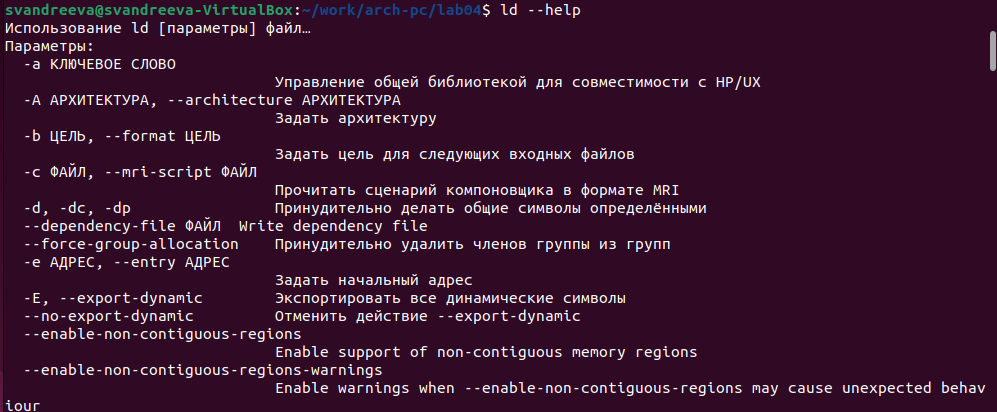 svandreeva@svandreeva-VirtualBox:~/work/arch-pc/lab04$ ld --help
Использование ld [параметры] файл…
Параметры:
  -a КЛЮЧЕВОЕ СЛОВО
                              Управление общей библиотекой для совместимости с HP/UX
  -A АРХИТЕКТУРА, --architecture АРХИТЕКТУРА
                              Задать архитектуру
  -b ЦЕЛЬ, --format ЦЕЛЬ
                              Задать цель для следующих входных файлов
  -c ФАЙЛ, --mri-script ФАЙЛ
                              Прочитать сценарий компоновщика в формате MRI
  -d, -dc, -dp                Принудительно делать общие символы определёнными
  --dependency-file ФАЙЛ  Write dependency file
  --force-group-allocation    Принудительно удалить членов группы из групп
  -e АДРЕС, --entry АДРЕС
                              Задать начальный адрес
  -E, --export-dynamic        Экспортировать все динамические символы
  --no-export-dynamic         Отменить действие --export-dynamic
  --enable-non-contiguous-regions
                              Enable support of non-contiguous memory regions
  --enable-non-contiguous-regions-warnings
                              Enable warnings when --enable-non-contiguous-regions may cause unexpected behav
iour